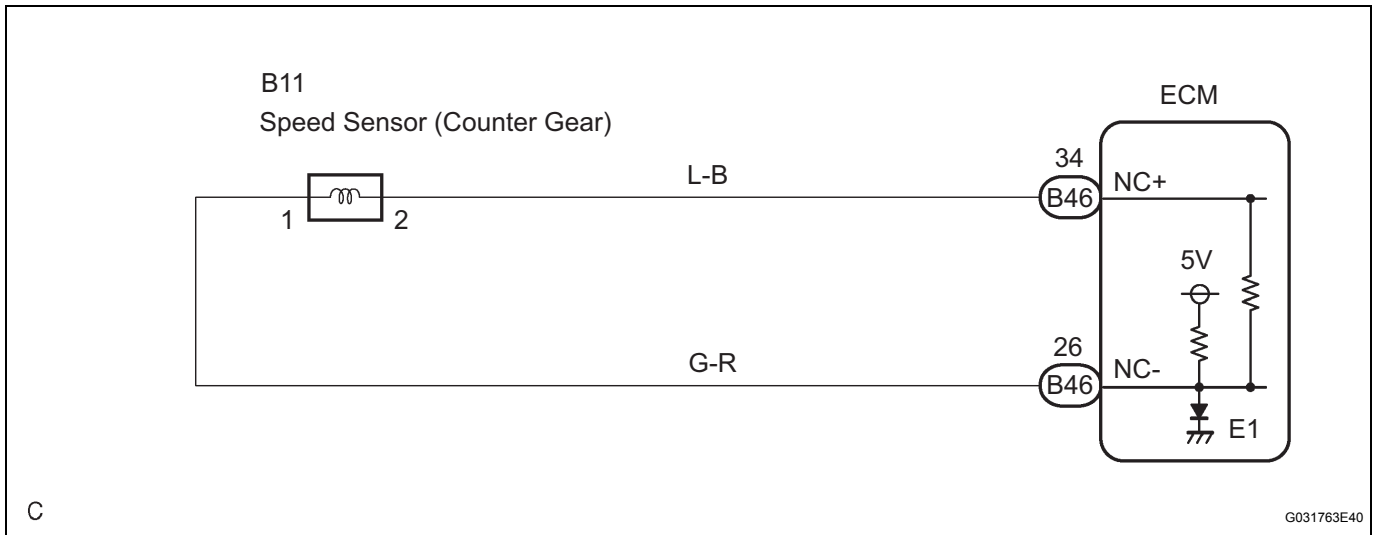 B11
Speed Sensor (Counter Gear)
ECM
1
2
L-B
34
B46
NC+
5V
G-R
26
B46
NC-
E1
C
G031763E40